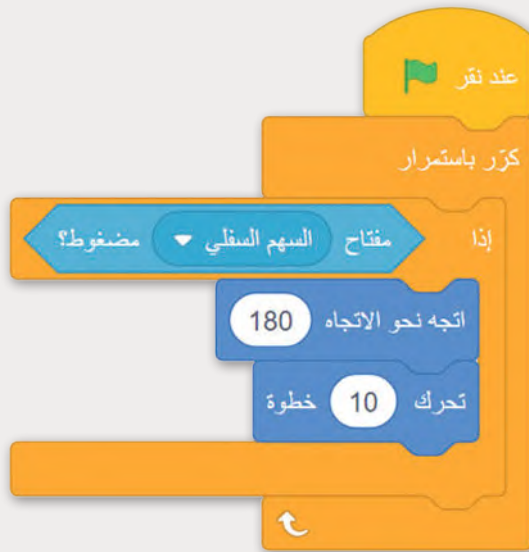 عند نقر
كرّر باستمرار
إذا مفتاح السهم السفلي مضغوط؟
اتجه نحو الاتجاه 180
تحرك 10 خطوة